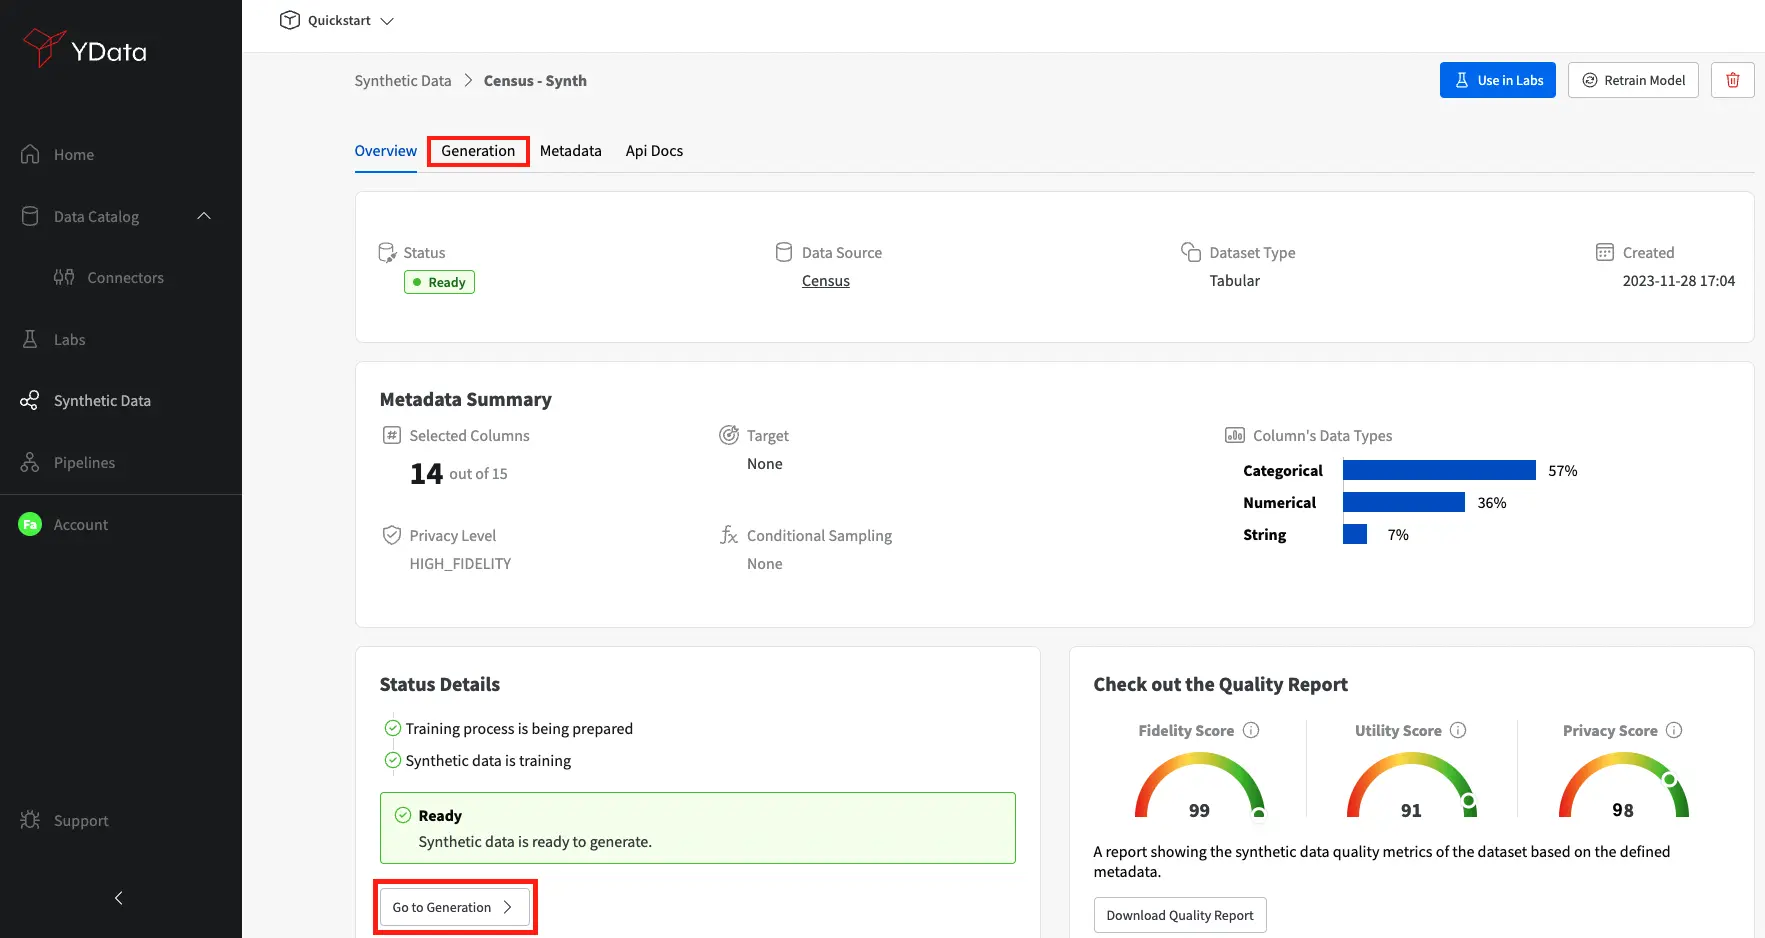 YData
Home
Data Catalog
Connectors
Labs
Synthetic Data
Pipelines
Fa Account
Support
Quickstart
Synthetic Data > Census - Synth
Use in Labs
Retrain Model
Overview Generation Metadata Api Docs
Status Data Source Dataset Type Created
Ready Census Tabular 2023-11-28 17:04
Metadata Summary
Selected Columns
14 out of 15
Target
None
Privacy Level
HIGH_FIDELITY
fx Conditional Sampling
None
Column's Data Types
Categorical 57%
Numerical 36%
String 7%
Status Details
Training process is being prepared
Synthetic data is training
Ready
Synthetic data is ready to generate.
Go to Generation
Check out the Quality Report
Fidelity Score Utility Score Privacy Score
99 91 98
A report showing the synthetic data quality metrics of the dataset based on the defined
metadata.
Download Quality Report